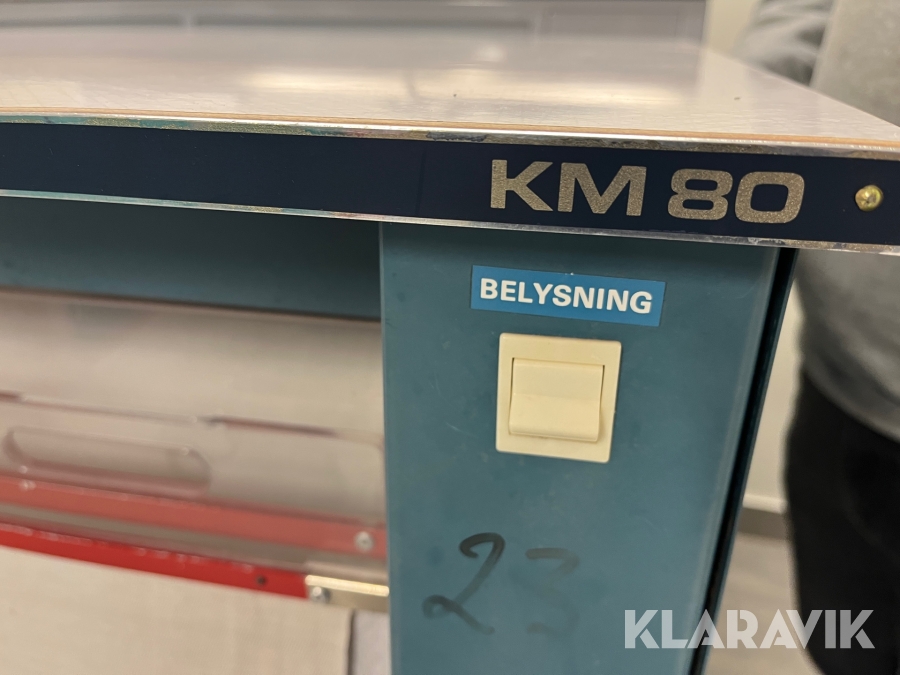 KM 80
BELYSNING
23
KLARAVIK